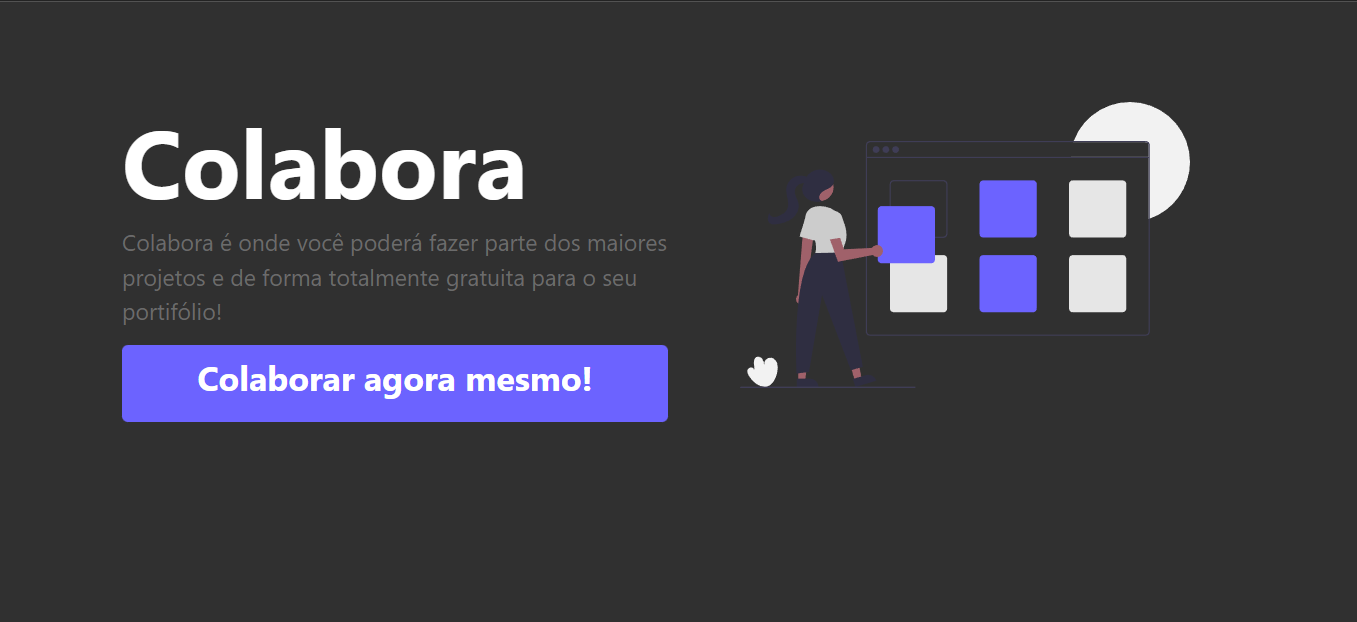 Colabora
Colabora é onde você poderá fazer parte dos maiores
projetos e de forma totalmente gratuita para o seu
portifólio!
Colaborar agora mesmo!